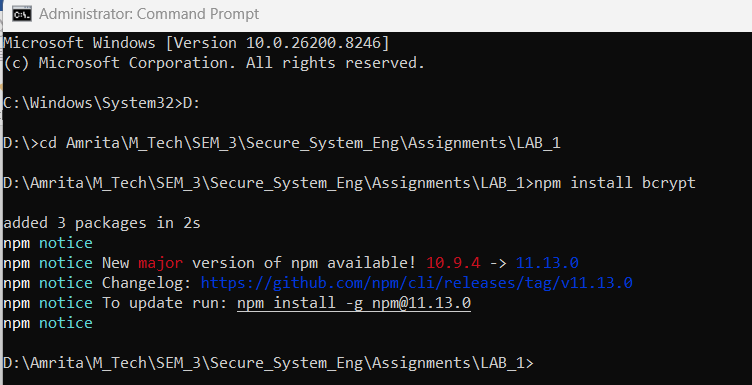 Administrator: Command Prompt
Microsoft Windows [Version 10.0.26200.8246]
(c) Microsoft Corporation. All rights reserved.
C:\Windows\System32>D:
D:\>cd Amrita\M_Tech\SEM_3\Secure_System_Eng\Assignments\LAB_1
D:\Amrita\M_Tech\SEM_3\Secure_System_Eng\Assignments\LAB_1>npm install bcrypt
added 3 packages in 2s
npm notice
npm notice New major version of npm available! 10.9.4 -> 11.13.0
npm notice Changelog: https://github.com/npm/cli/releases/tag/v11.13.0
npm notice To update run: npm install -g npm@11.13.0
npm notice
D:\Amrita\M_Tech\SEM_3\Secure_System_Eng\Assignments\LAB_1>